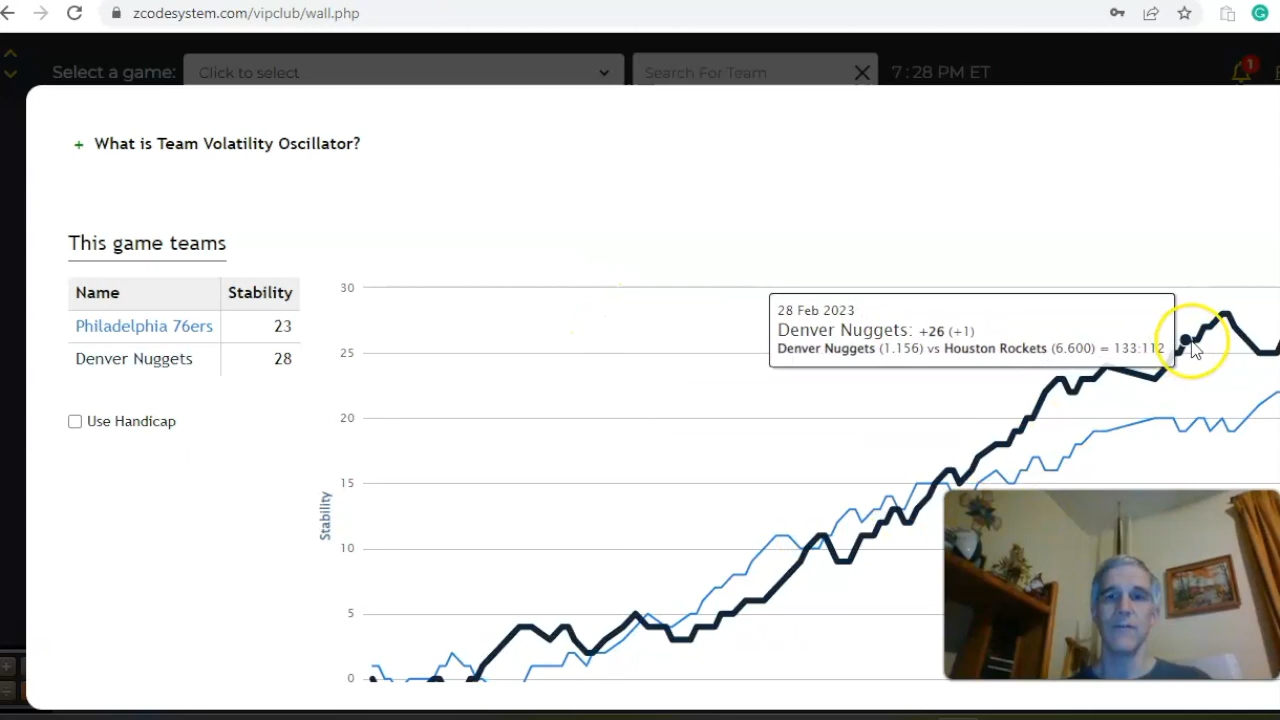 zcodesystem.com/vipclub/wall.php
Select a game:
Click to select
Search For Team
7:28 PM ET
1
+ What is Team Volatility Oscillator?
This game teams
Name Stability
Philadelphia 76ers 23
Denver Nuggets 28
Use Handicap
Stability
30
25
20
15
10
5
0
28 Feb 2023
Denver Nuggets: +26 (+1)
Denver Nuggets (1.156) vs Houston Rockets (6.600) = 133:112